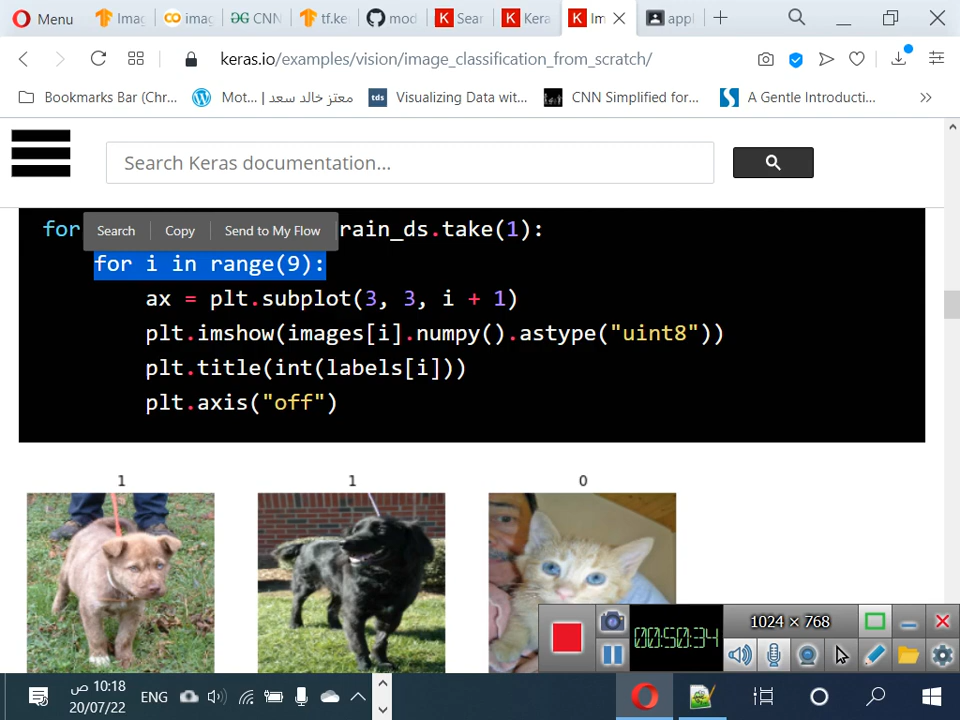 Menu
Imag
imag
CNN
tf.ke
mod
Sear
Kera
Im
appl
keras.io/examples/vision/image_classification_from_scratch/
Bookmarks Bar (Chr...
Mot... | معتز خالد سعد
tds
Visualizing Data wit...
CNN Simplified for...
A Gentle Introducti...
Search Keras documentation...
for
Search
Copy
Send to My Flow
rain_ds.take(1):
for i in range(9):
ax = plt.subplot(3, 3, i + 1)
plt.imshow(images[i].numpy().astype("uint8"))
plt.title(int(labels[i]))
plt.axis("off")
1 1 0
1024 × 768
00:50:34
10:18 ص
ENG
20/07/22